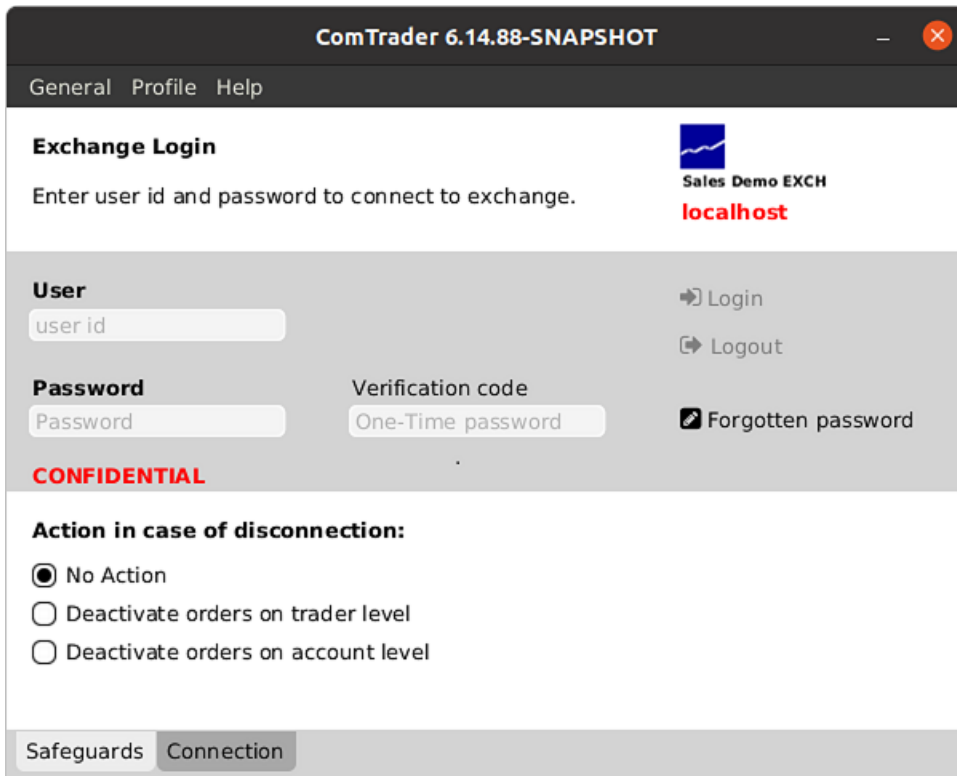 ComTrader 6.14.88-SNAPSHOT
General Profile Help
Exchange Login
Enter user id and password to connect to exchange.
Sales Demo EXCH
localhost
User
user id
Login
Logout
Password
Verification code
Password
One-Time password
Forgotten password
CONFIDENTIAL
Action in case of disconnection:
No Action
Deactivate orders on trader level
Deactivate orders on account level
Safeguards Connection